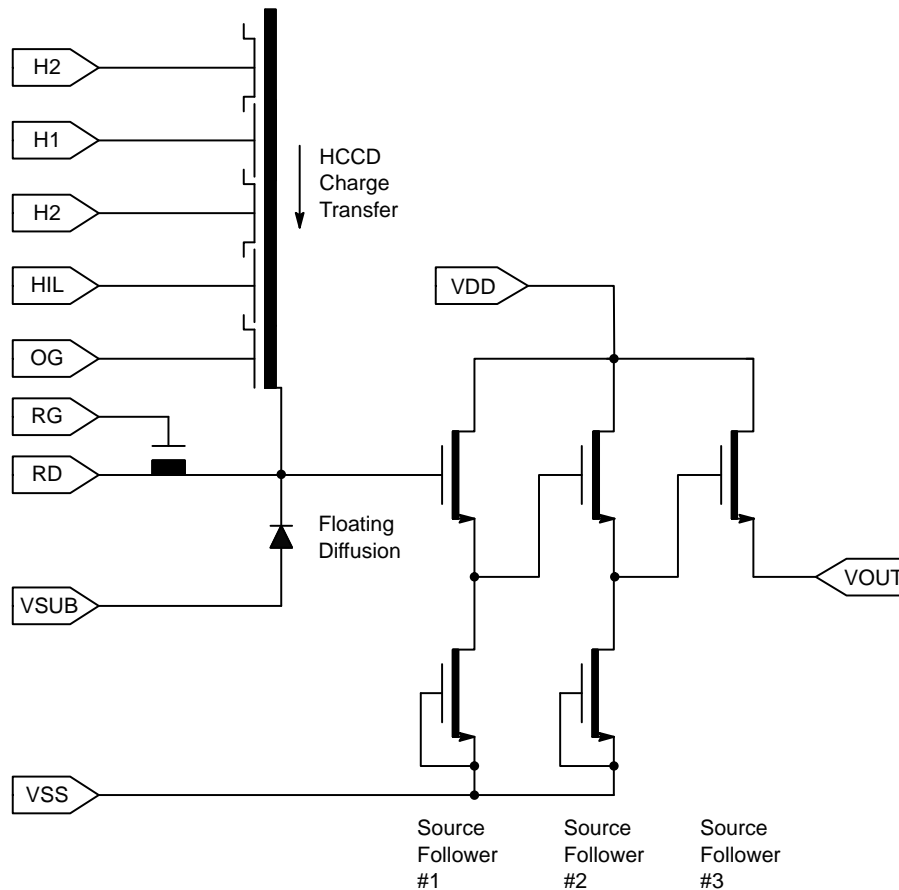 H2
H1
HCCD
Charge
Transfer
H2
HIL
VDD
OG
RG
RD
Floating
Diffusion
VSUB
VOUT
VSS
Source
Follower
#1
Source
Follower
#2
Source
Follower
#3